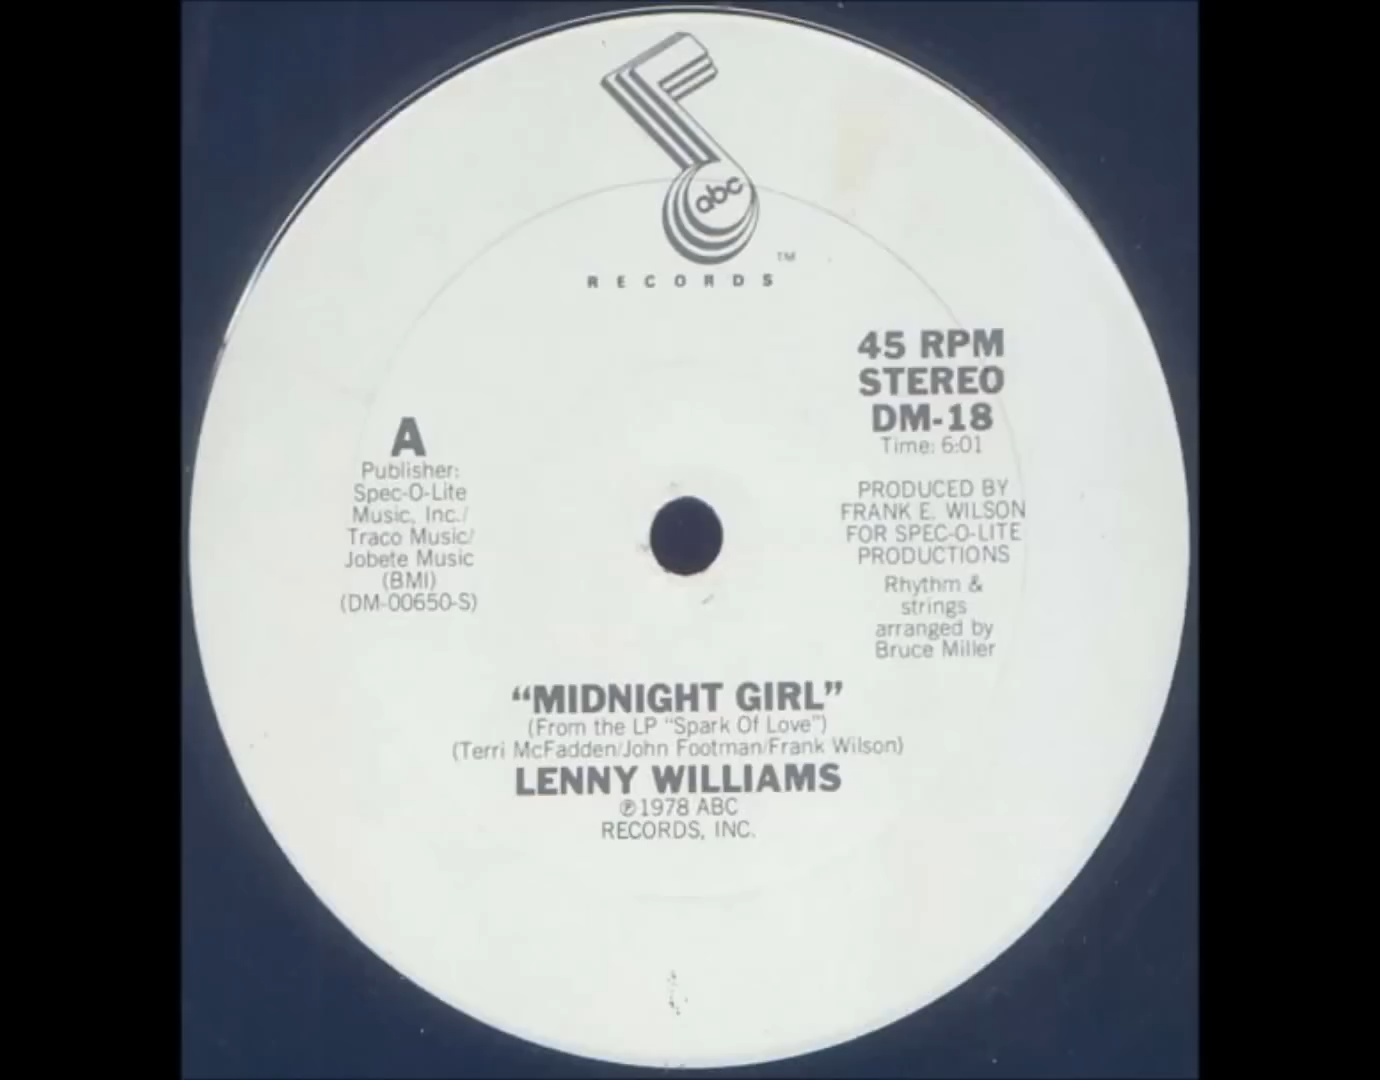 abc
TM
RECORDS
45 RPM
STEREO
DM-18
Time: 6:01
A
Publisher:
Spec-O-Lite
Music, Inc./
Traco Music/
Jobete Music
(BMI)
(DM-00650-S)
PRODUCED BY
FRANK E. WILSON
FOR SPEC-O-LITE
PRODUCTIONS
Rhythm &
strings
arranged by
Bruce Miller
“MIDNIGHT GIRL”
(From the LP "Spark Of Love")
(Terri McFadden/John Footman/Frank Wilson)
LENNY WILLIAMS
℗1978 ABC
RECORDS, INC.